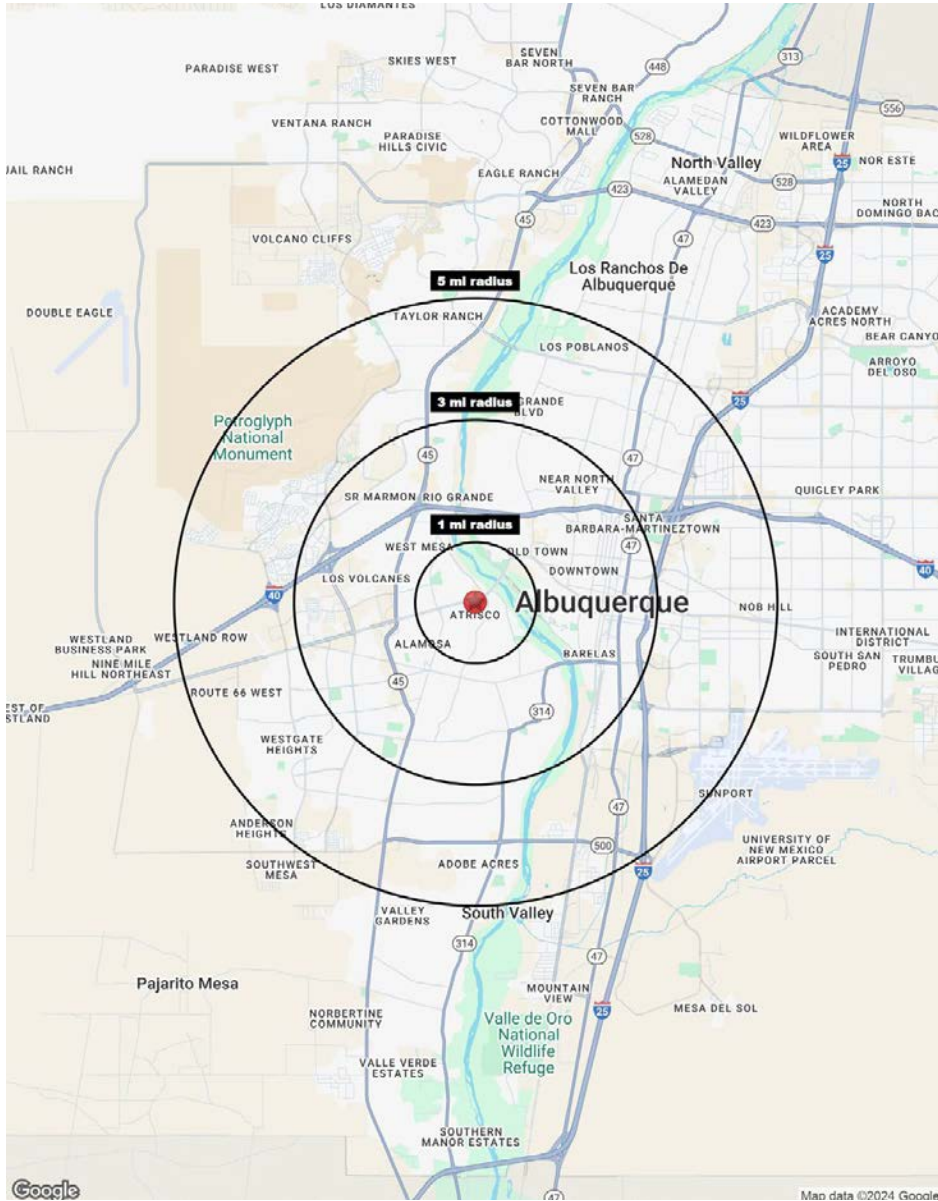 LOS DIAMANTES
PARADISE WEST
SKIES WEST
SEVEN
BAR NORTH
448
313
SEVEN BAR
RANCH
556
VENTANA RANCH
COTTONWOOD
MALL
PARADISE
HILLS CIVIC
528
WILDFLOWER
AREA
North Valley
25
NOR ESTE
JAIL RANCH
EAGLE RANCH
ALAMEDAN
VALLEY
528
423
NORTH
DOMINGO BAC
45
423
VOLCANO CLIFFS
47
25
Los Ranchos De
Albuquerque
5 mi radius
DOUBLE EAGLE
TAYLOR RANCH
ACADEMY
ACRES NORTH
BEAR CANYO
LOS POBLANOS
ARROYO
DEL OSO
25
3 mi radius
GRANDE
BLVD
Petroglyph
National
Monument
45
47
NEAR NORTH
VALLEY
QUIGLEY PARK
SR MARMON
RIO GRANDE
1 mi radius
SANTA
BARBARA-MARTINEZTOWN
47
WEST MESA
OLD TOWN
40
DOWNTOWN
LOS VOLCANES
40
Albuquerque
NOB HILL
ATRISCO
WESTLAND
BUSINESS PARK
WESTLAND ROW
ALAMOSA
BARELAS
INTERNATIONAL
DISTRICT
NINE MILE
HILL NORTHEAST
SOUTH SAN
PEDRO
TRUMBU
VILLAG
45
ROUTE 66 WEST
EST OF
STLAND
314
WESTGATE
HEIGHTS
SUNPORT
47
ANDERSON
HEIGHTS
500
UNIVERSITY OF
NEW MEXICO
AIRPORT PARCEL
SOUTHWEST
MESA
ADOBE ACRES
25
VALLEY
GARDENS
South Valley
314
47
Pajarito Mesa
MOUNTAIN
VIEW
MESA DEL SOL
25
NORBERTINE
COMMUNITY
Valle de Oro
National
Wildlife
Refuge
VALLE VERDE
ESTATES
SOUTHERN
MANOR ESTATES
Google
47
Map data ©2024 Google